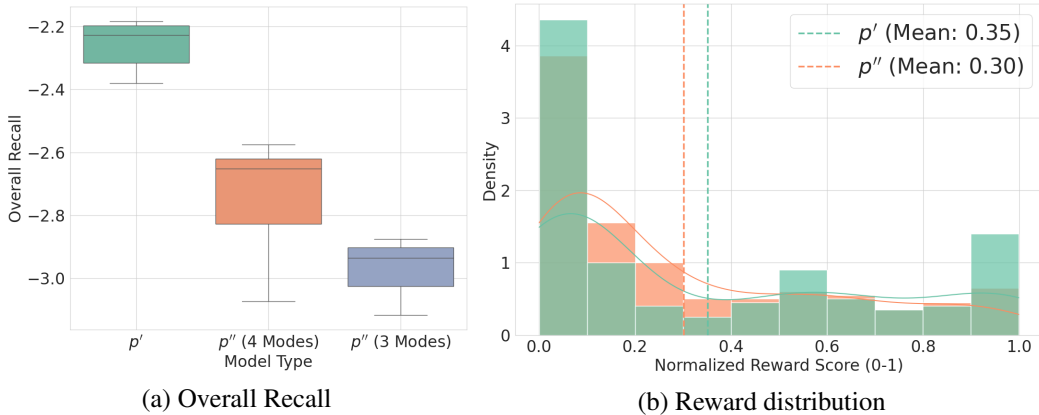 −2.2
−2.4
−2.6
−2.8
−3.0
Overall Recall
p′
p″ (4 Modes)
p″ (3 Modes)
Model Type
(a) Overall Recall
4
3
2
1
0
Density
p′ (Mean: 0.35)
p″ (Mean: 0.30)
0.0
0.2
0.4
0.6
0.8
1.0
Normalized Reward Score (0-1)
(b) Reward distribution